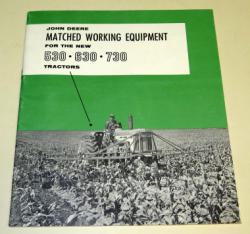 JOHN DEERE
MATCHED WORKING EQUIPMENT
FOR THE NEW
530 • 630 • 730
TRACTORS